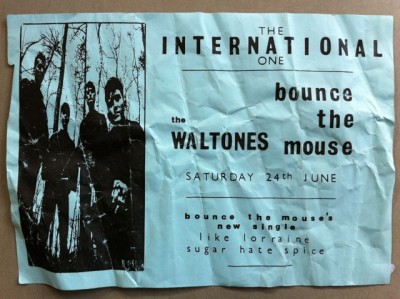 THE
INTERNATIONAL
ONE
bounce
the the
WALTONES mouse
SATURDAY 24th JUNE
bounce the mouse's
new single
like lorraine
sugar hate spice